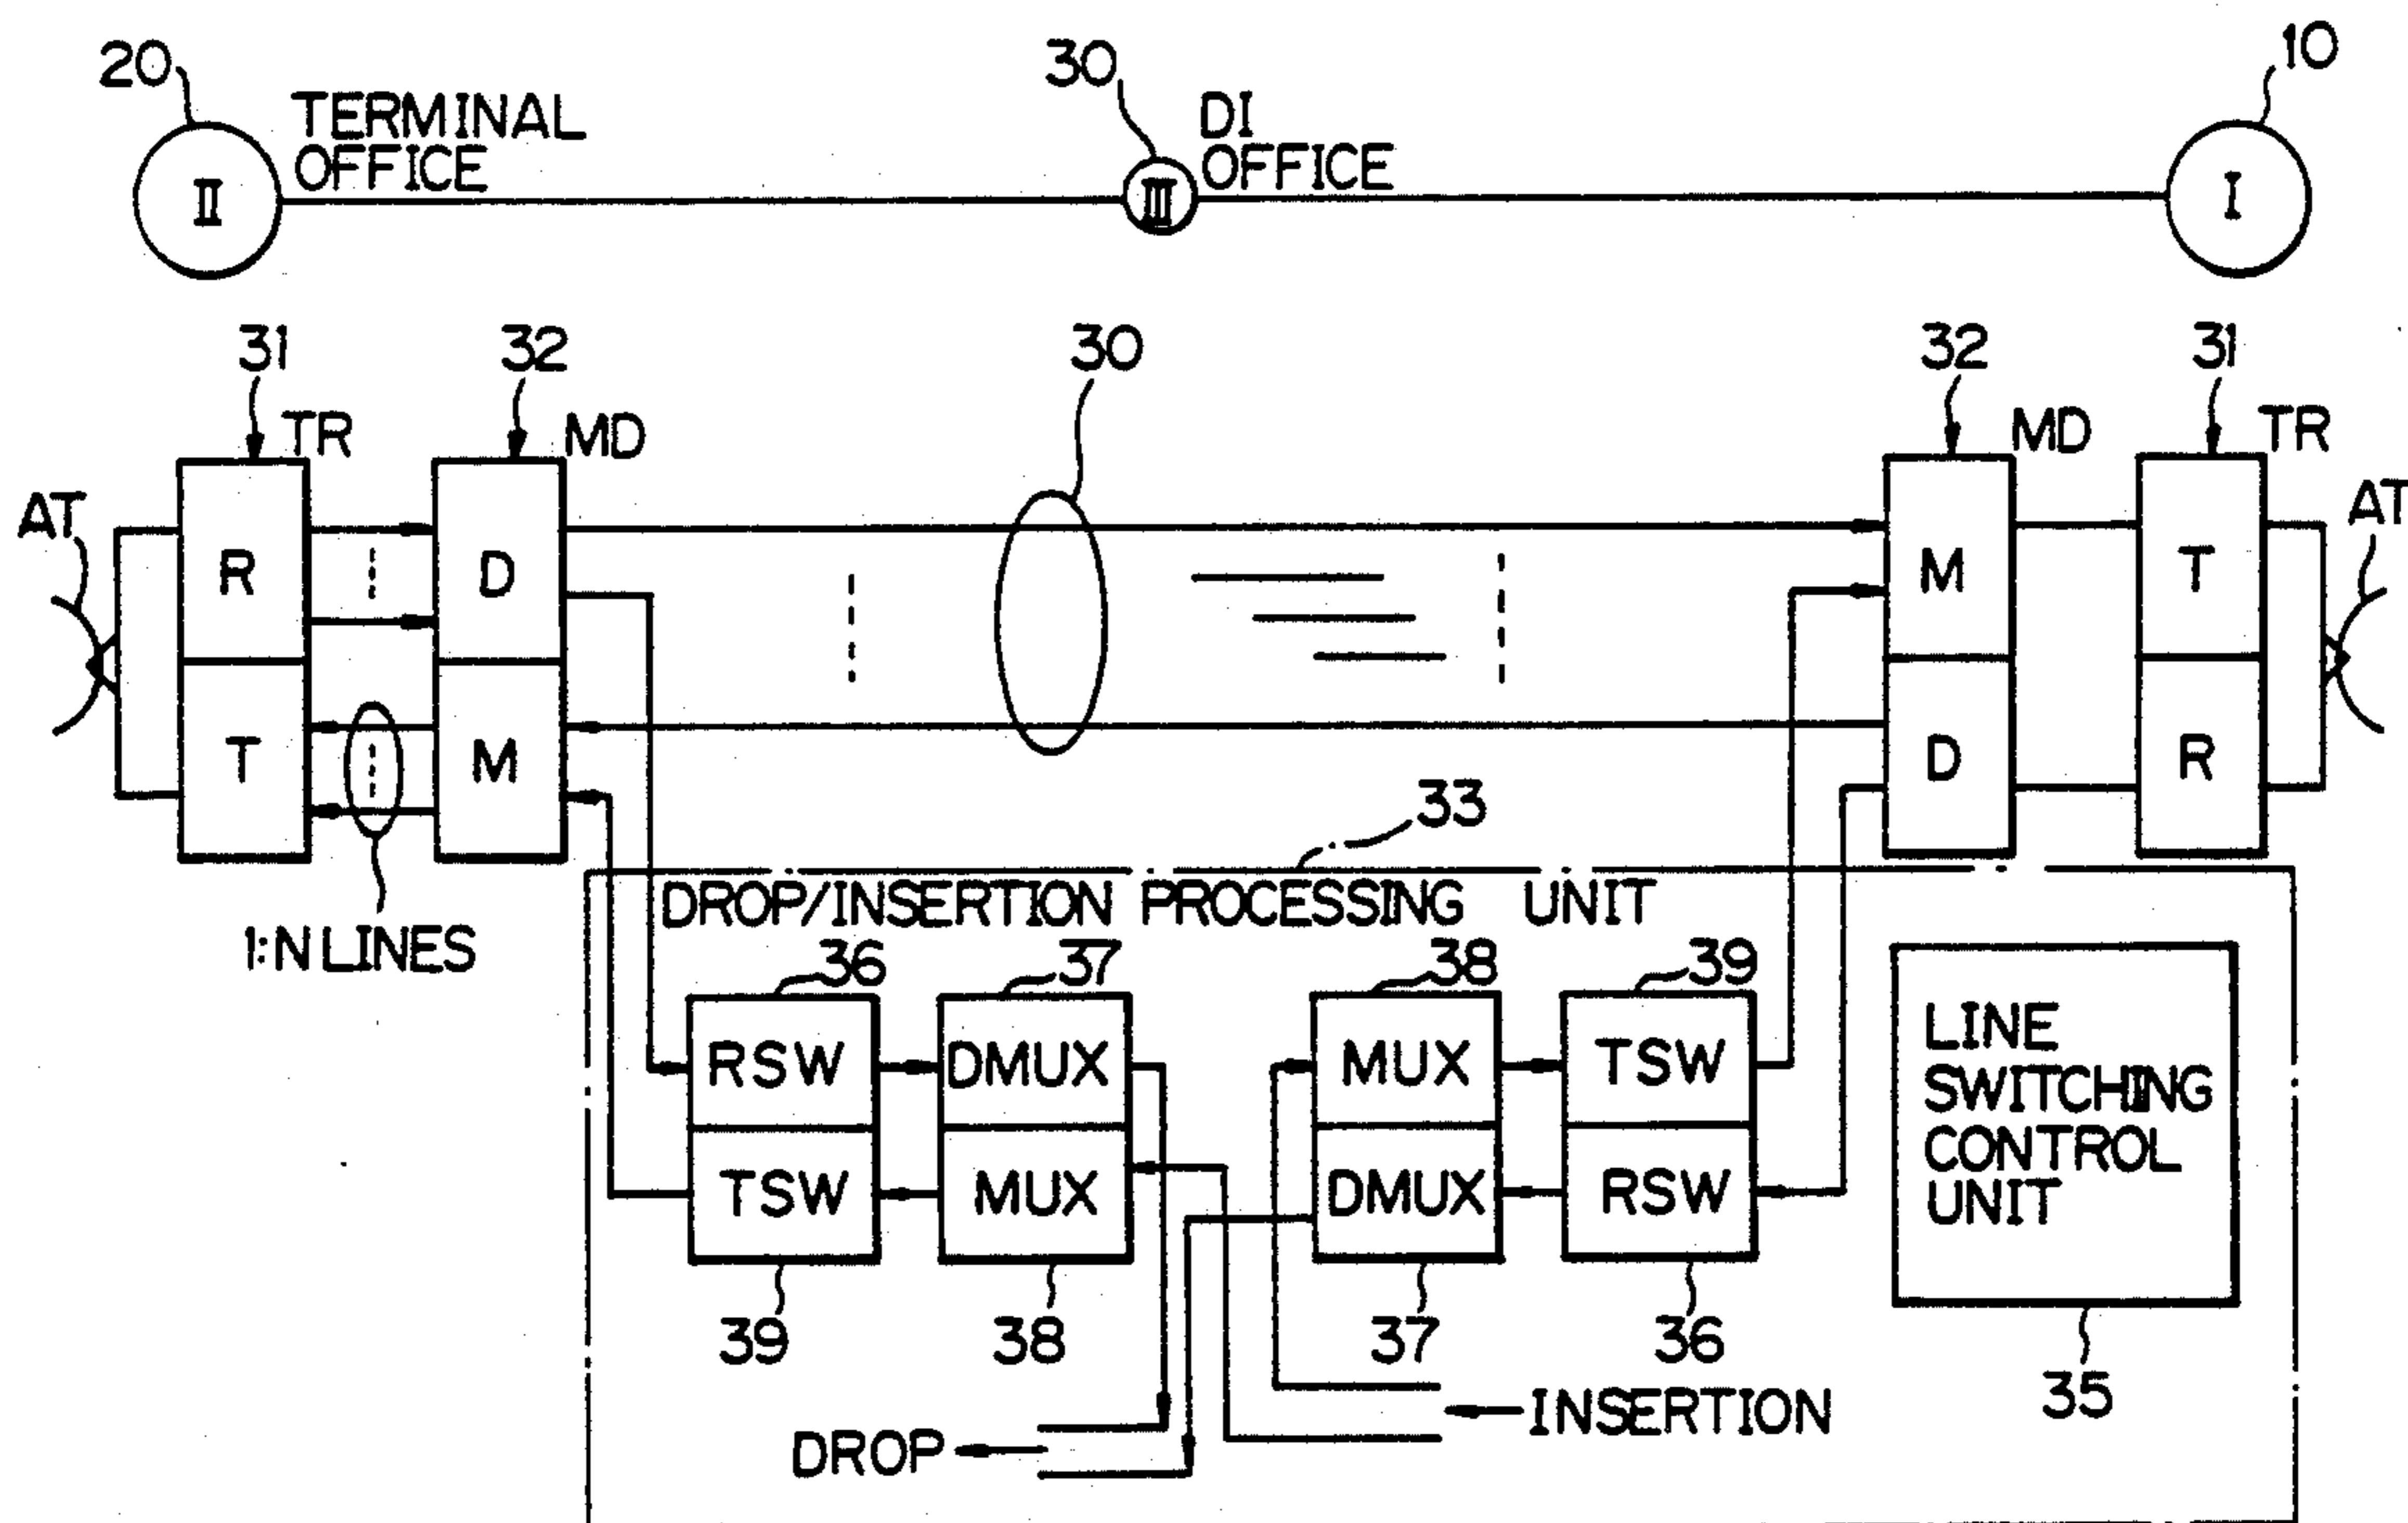 20
TERMINAL
OFFICE
II
30
DI
OFFICE
III
10
I
31
TR
32
MD
30
32
MD
31
TR
AT
R
D
M
T
AT
T
M
D
R
1:N LINES
33
DROP/INSERTION PROCESSING UNIT
36
37
38
39
RSW
DMUX
MUX
TSW
TSW
MUX
DMUX
RSW
LINE
SWITCHING
CONTROL
UNIT
39
38
37
36
35
DROP
INSERTION